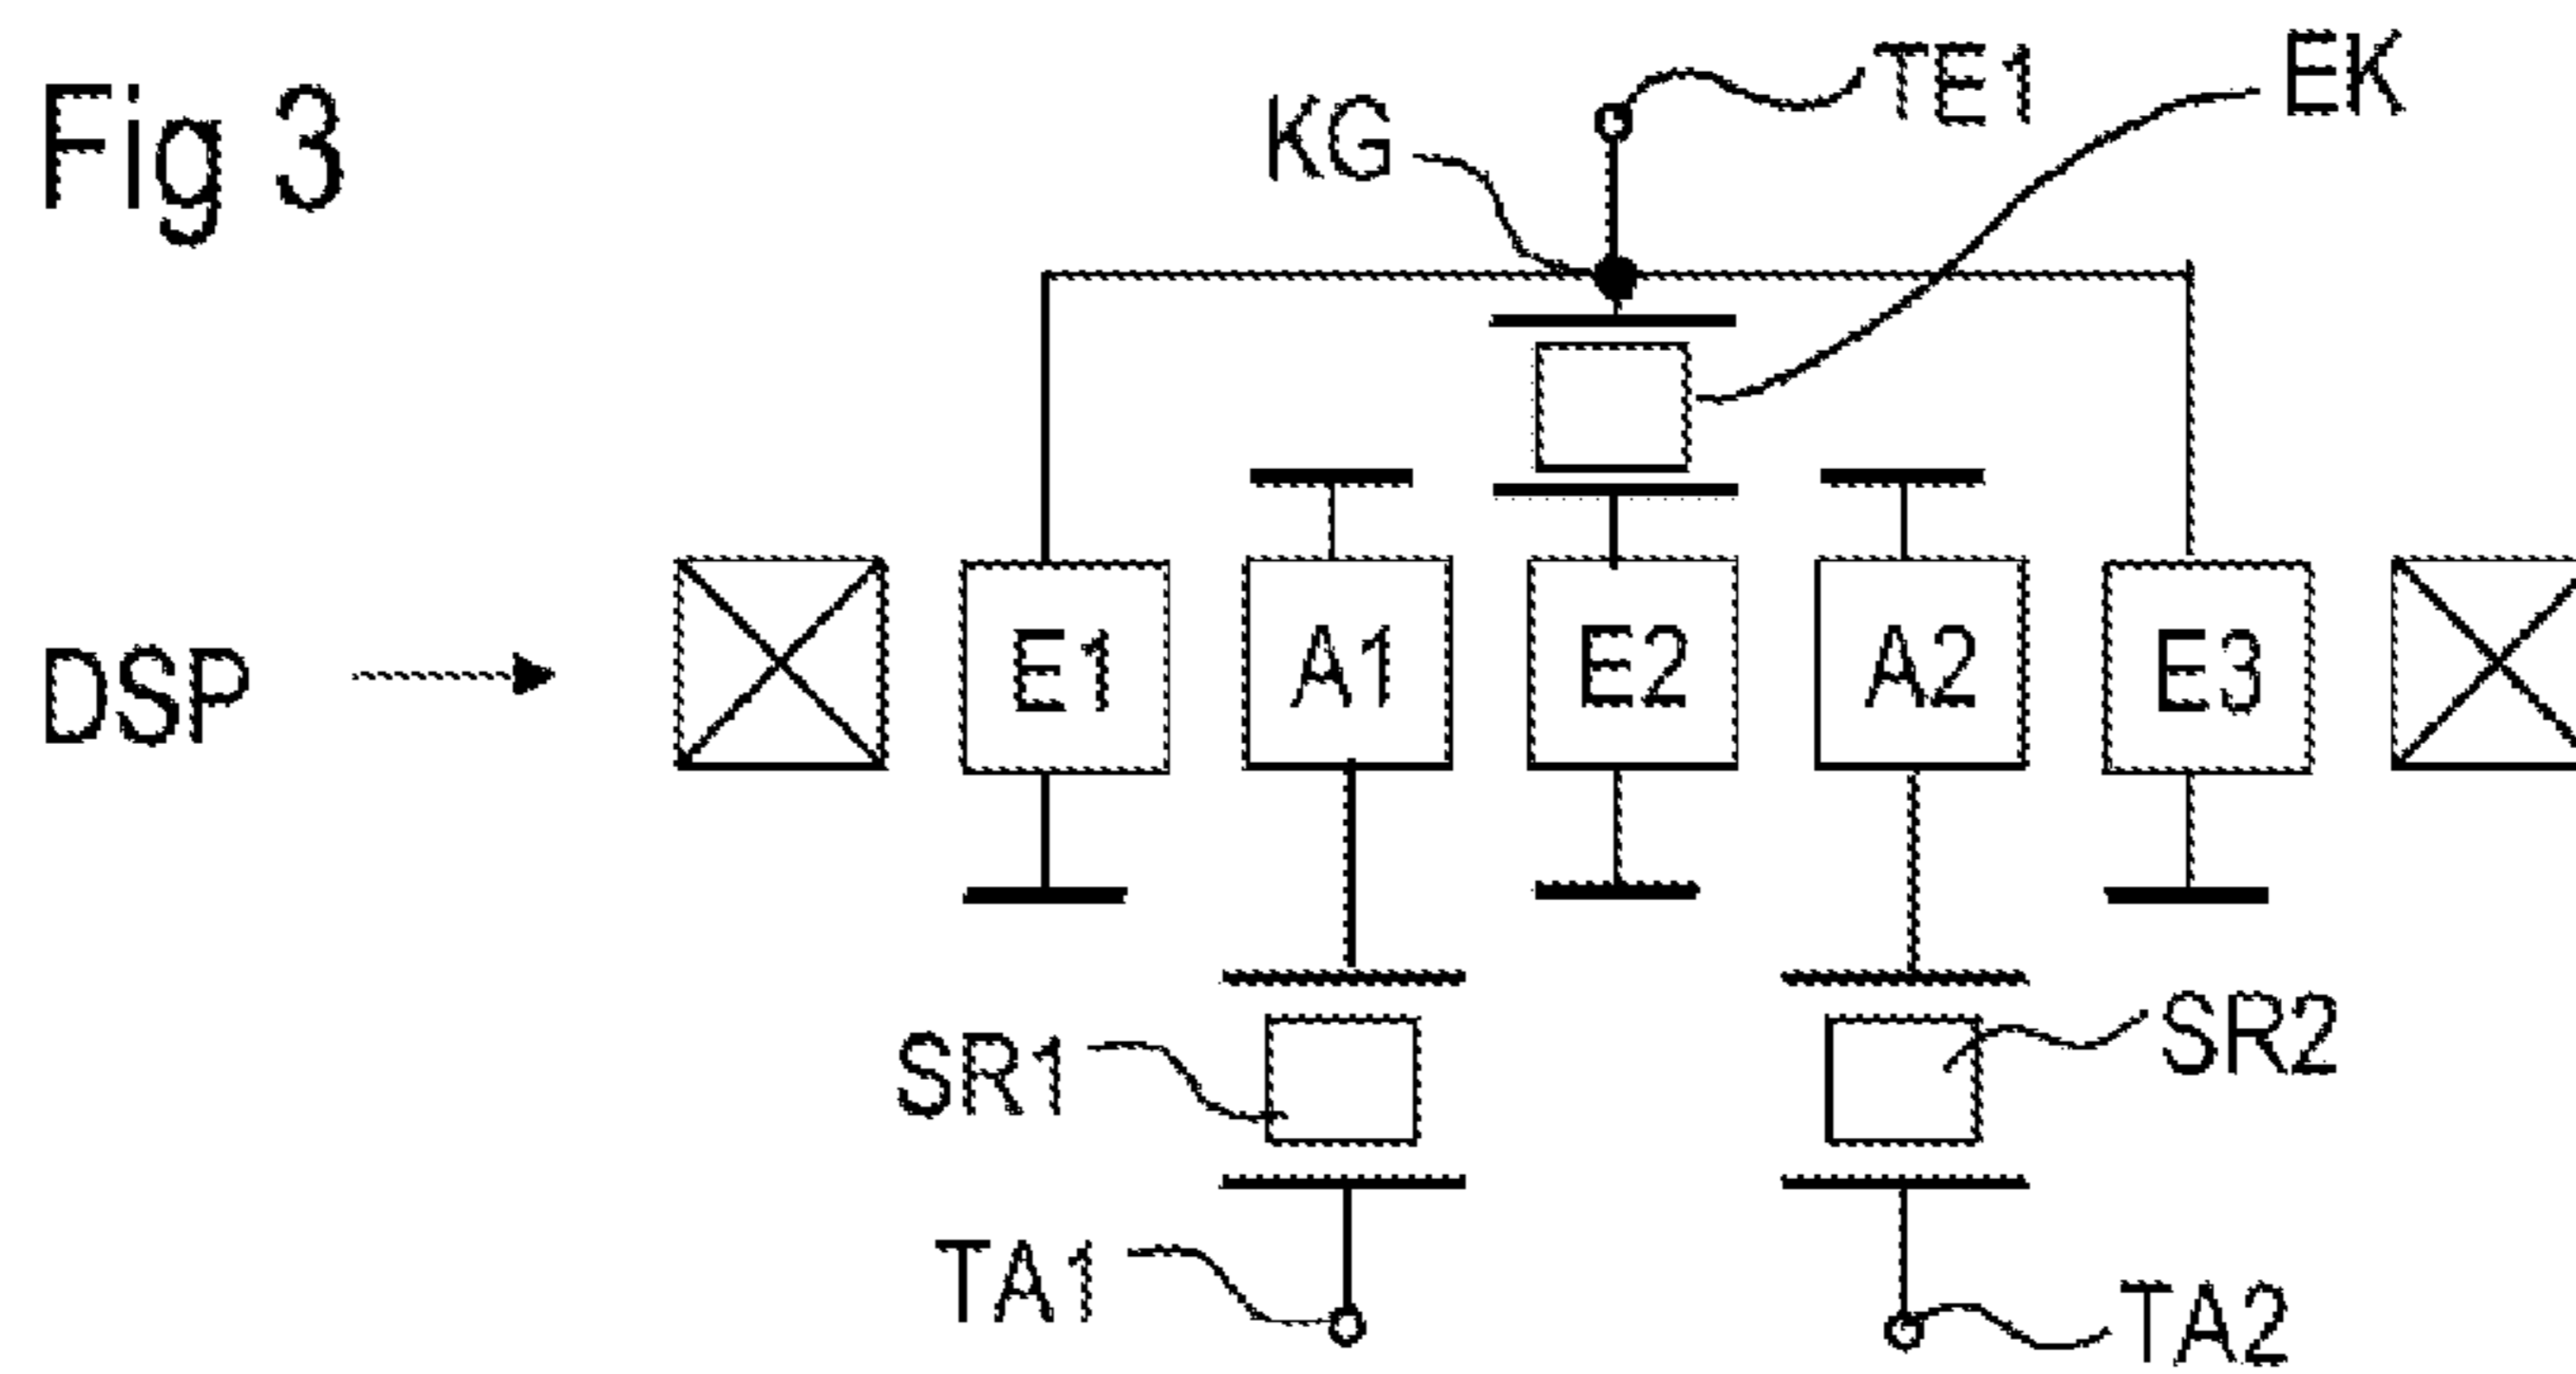 Fig 3
KG
TE1
EK
DSP
E1 A1 E2 A2 E3
SR1
SR2
TA1
TA2